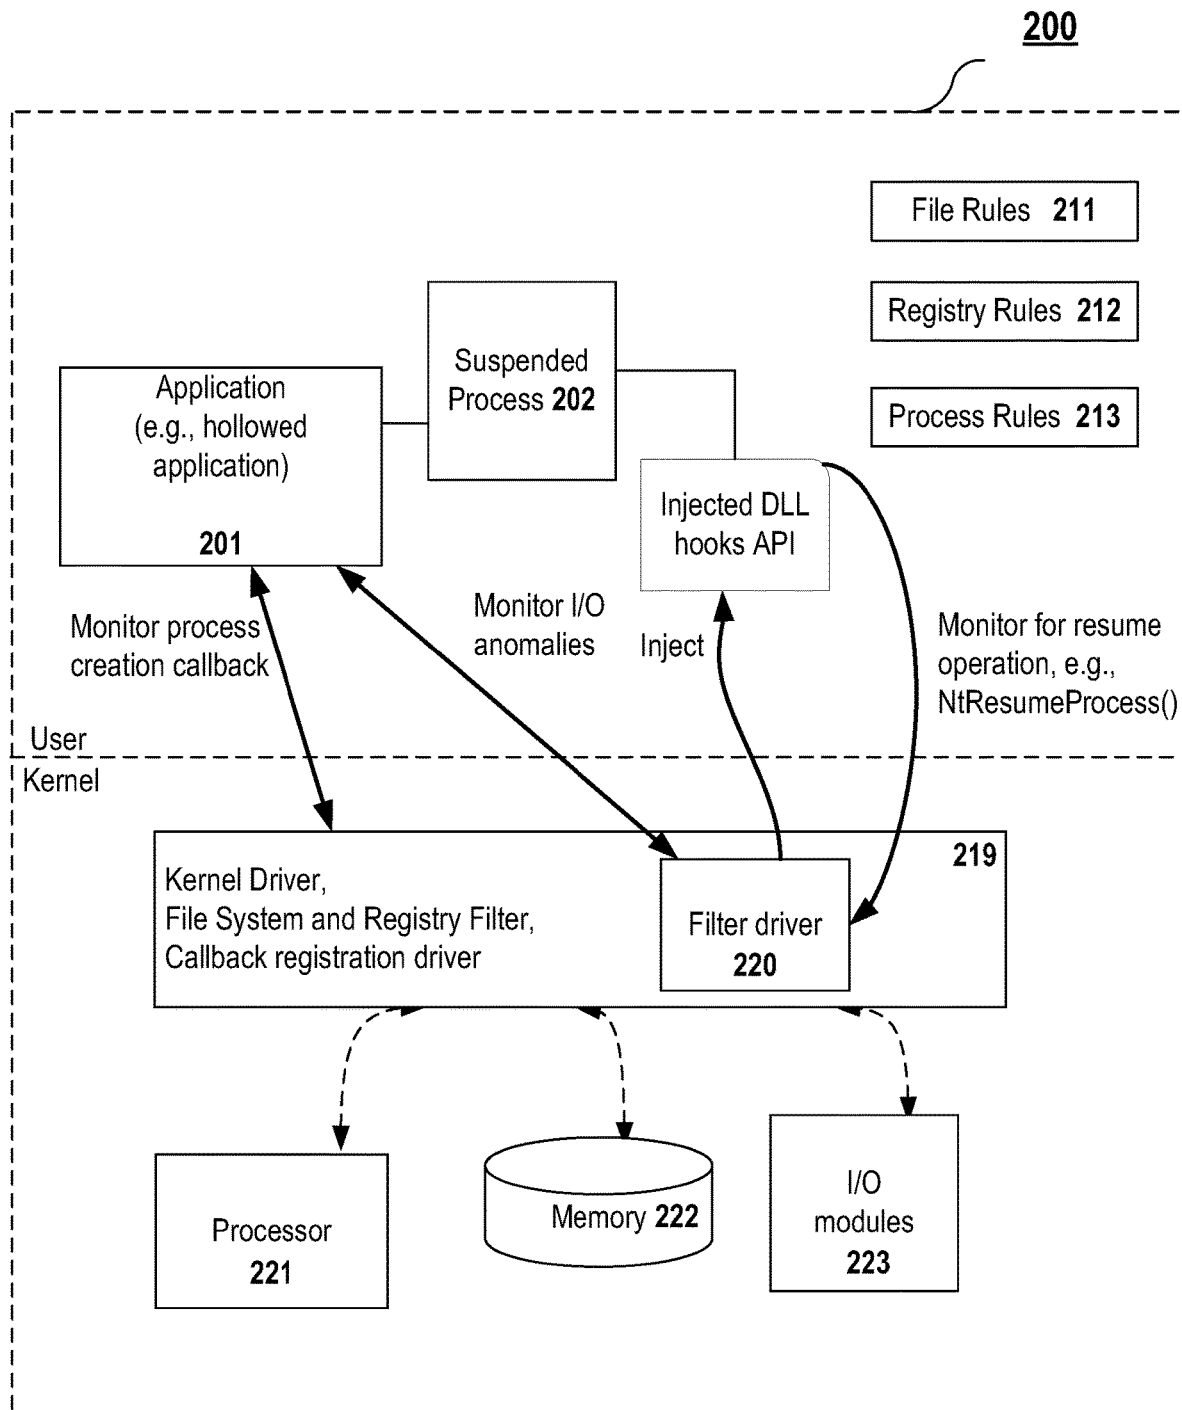 200
File Rules 211
Registry Rules 212
Process Rules 213
Suspended
Process 202
Application
(e.g., hollowed
application)
201
Injected DLL
hooks API
Monitor process
creation callback
Monitor I/O
anomalies
Inject
Monitor for resume
operation, e.g.,
NtResumeProcess()
User
Kernel
219
Kernel Driver,
File System and Registry Filter,
Callback registration driver
Filter driver
220
Processor
221
Memory 222
I/O
modules
223